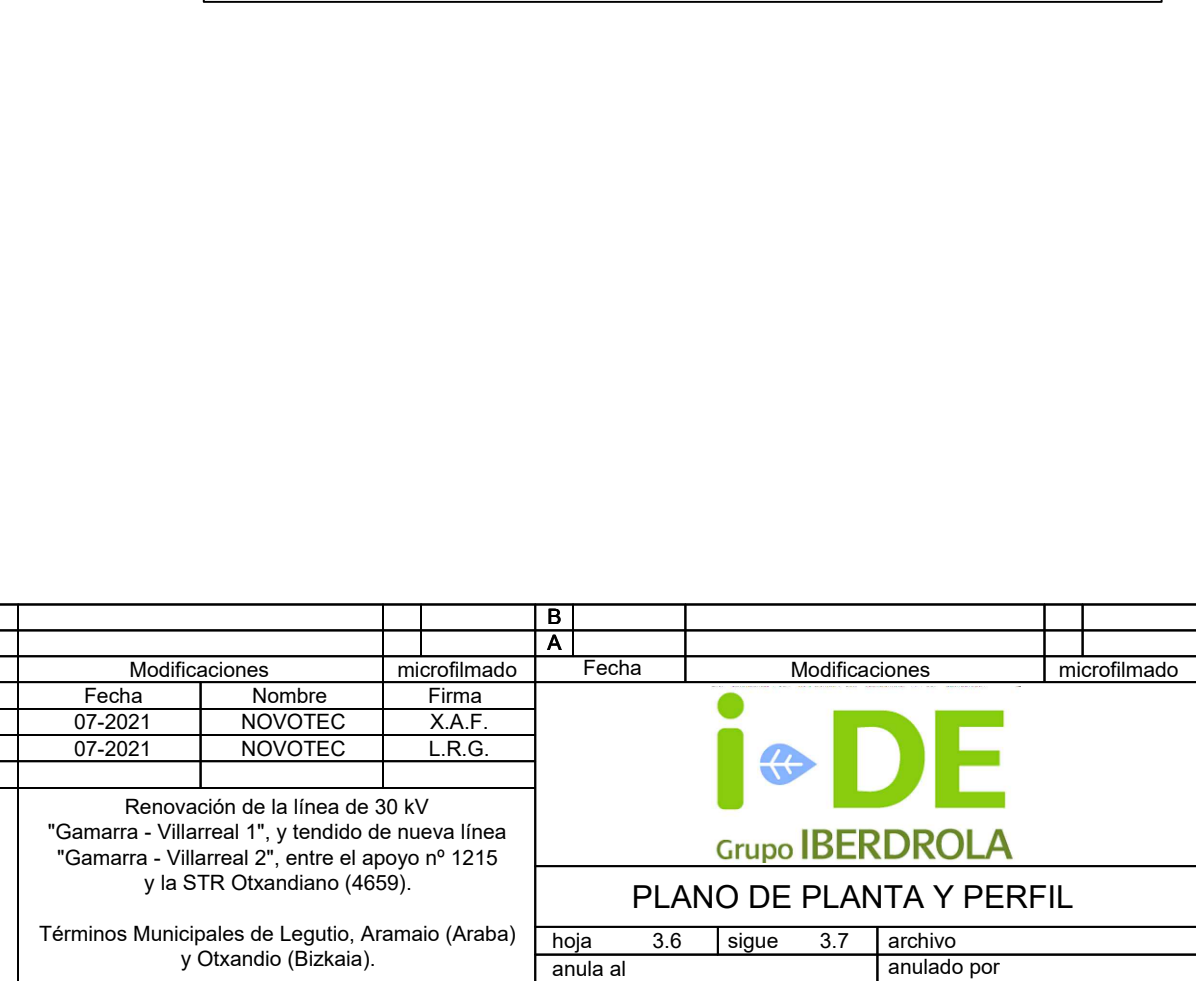 B
A
Modificaciones microfilmado Fecha Modificaciones microfilmado
Fecha Nombre Firma
07-2021 NOVOTEC X.A.F.
07-2021 NOVOTEC L.R.G.
i DE
Grupo IBERDROLA
Renovación de la línea de 30 kV
"Gamarra - Villarreal 1", y tendido de nueva línea
"Gamarra - Villarreal 2", entre el apoyo nº 1215
y la STR Otxandiano (4659).
Términos Municipales de Legutio, Aramaio (Araba)
y Otxandio (Bizkaia).
PLANO DE PLANTA Y PERFIL
hoja 3.6 sigue 3.7 archivo
anula al anulado por